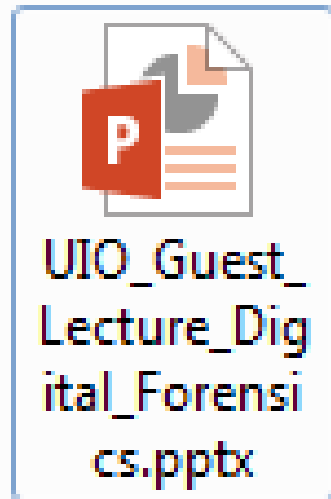 P
UIO_Guest_
Lecture_Dig
ital_Forensi
cs.pptx